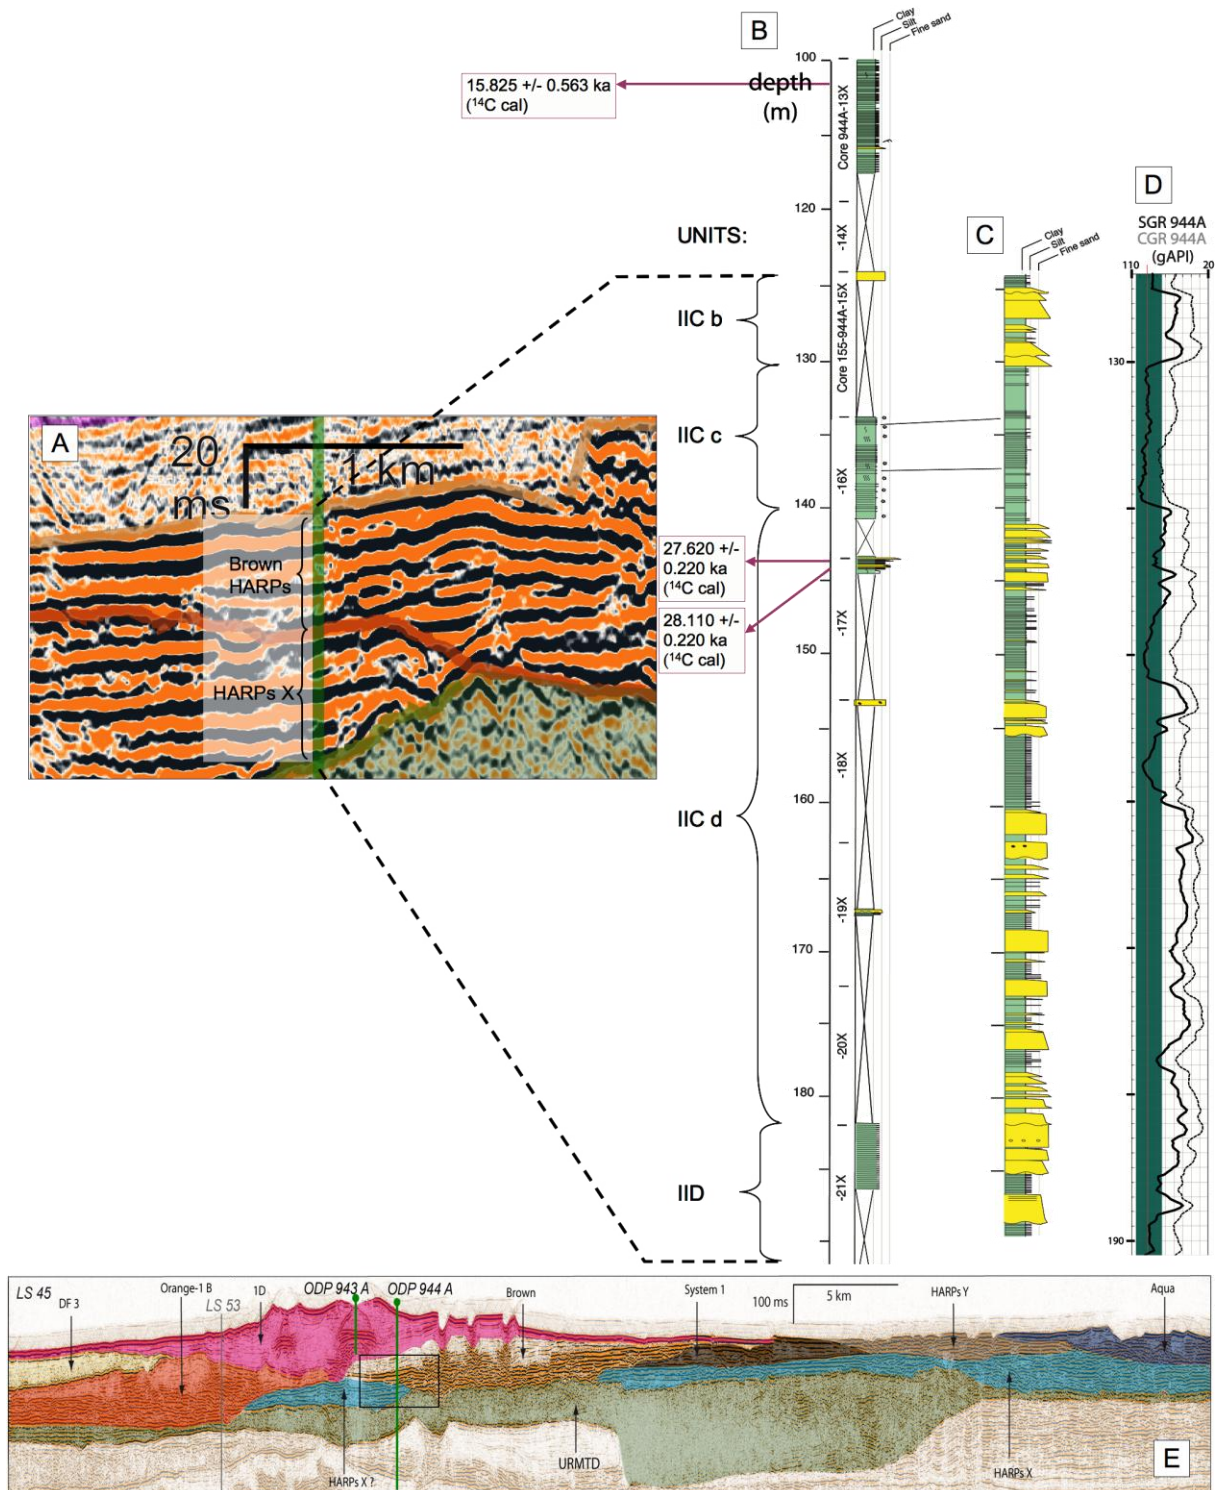 B
Clay
Silt
Fine sand
100
depth
(m)
15.825 +/- 0.563 ka
(¹⁴C cal)
Core 944A-13X
120
-14X
UNITS:
IIC b
Core 155-944A-15X
130
IIC c
-16X
140
27.620 +/-
0.220 ka
(¹⁴C cal)
28.110 +/-
0.220 ka
(¹⁴C cal)
-17X
150
-18X
160
IIC d
-19X
170
-20X
180
IID
-21X
A
20
ms
1 km
Brown
HARPs
HARPs X
C
Clay
Silt
Fine sand
D
SGR 944A
CGR 944A
(gAPI)
110
20
130
190
LS 45
DF 3
Orange-1 B
LS 53
1D
ODP 943 A
ODP 944 A
Brown
System 1
100 ms
5 km
HARPs Y
Aqua
HARPs X ?
URMTD
HARPs X
E